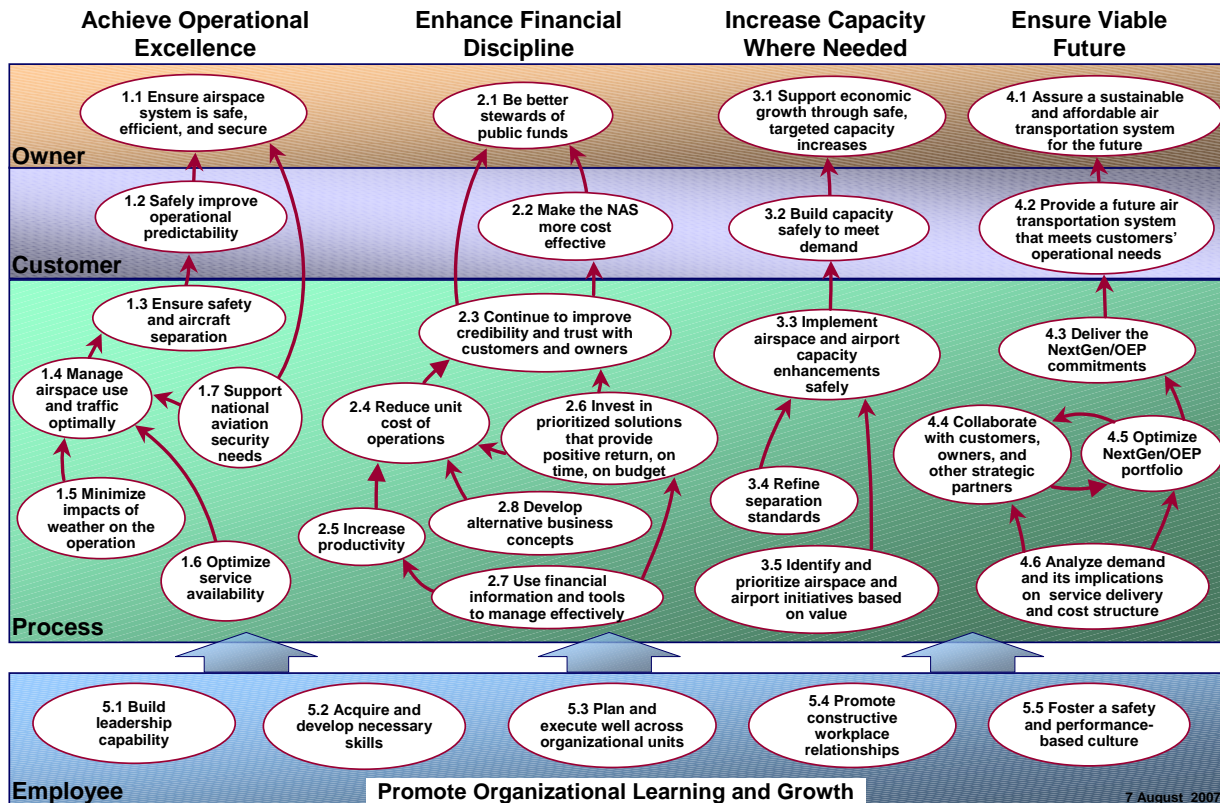 Achieve Operational
Excellence
Enhance Financial
Discipline
Increase Capacity
Where Needed
Ensure Viable
Future
1.1 Ensure airspace
system is safe,
efficient, and secure
2.1 Be better
stewards of
public funds
3.1 Support economic
growth through safe,
targeted capacity
increases
4.1 Assure a sustainable
and affordable air
transportation system
for the future
Owner
1.2 Safely improve
operational
predictability
2.2 Make the NAS
more cost
effective
3.2 Build capacity
safely to meet
demand
4.2 Provide a future air
transportation system
that meets customers’
operational needs
Customer
1.3 Ensure safety
and aircraft
separation
2.3 Continue to improve
credibility and trust with
customers and owners
3.3 Implement
airspace and airport
capacity
enhancements
safely
4.3 Deliver the
NextGen/OEP
commitments
1.4 Manage
airspace use
and traffic
optimally
1.7 Support
national
aviation
security
needs
2.4 Reduce unit
cost of
operations
2.6 Invest in
prioritized solutions
that provide
positive return, on
time, on budget
4.4 Collaborate
with customers,
owners, and
other strategic
partners
4.5 Optimize
NextGen/OEP
portfolio
1.5 Minimize
impacts of
weather on the
operation
2.5 Increase
productivity
2.8 Develop
alternative business
concepts
3.4 Refine
separation
standards
1.6 Optimize
service
availability
2.7 Use financial
information and tools
to manage effectively
3.5 Identify and
prioritize airspace and
airport initiatives based
on value
4.6 Analyze demand
and its implications
on service delivery
and cost structure
Process
5.1 Build
leadership
capability
5.2 Acquire and
develop necessary
skills
5.3 Plan and
execute well across
organizational units
5.4 Promote
constructive
workplace
relationships
5.5 Foster a safety
and performance-
based culture
Employee
Promote Organizational Learning and Growth
7 August 2007